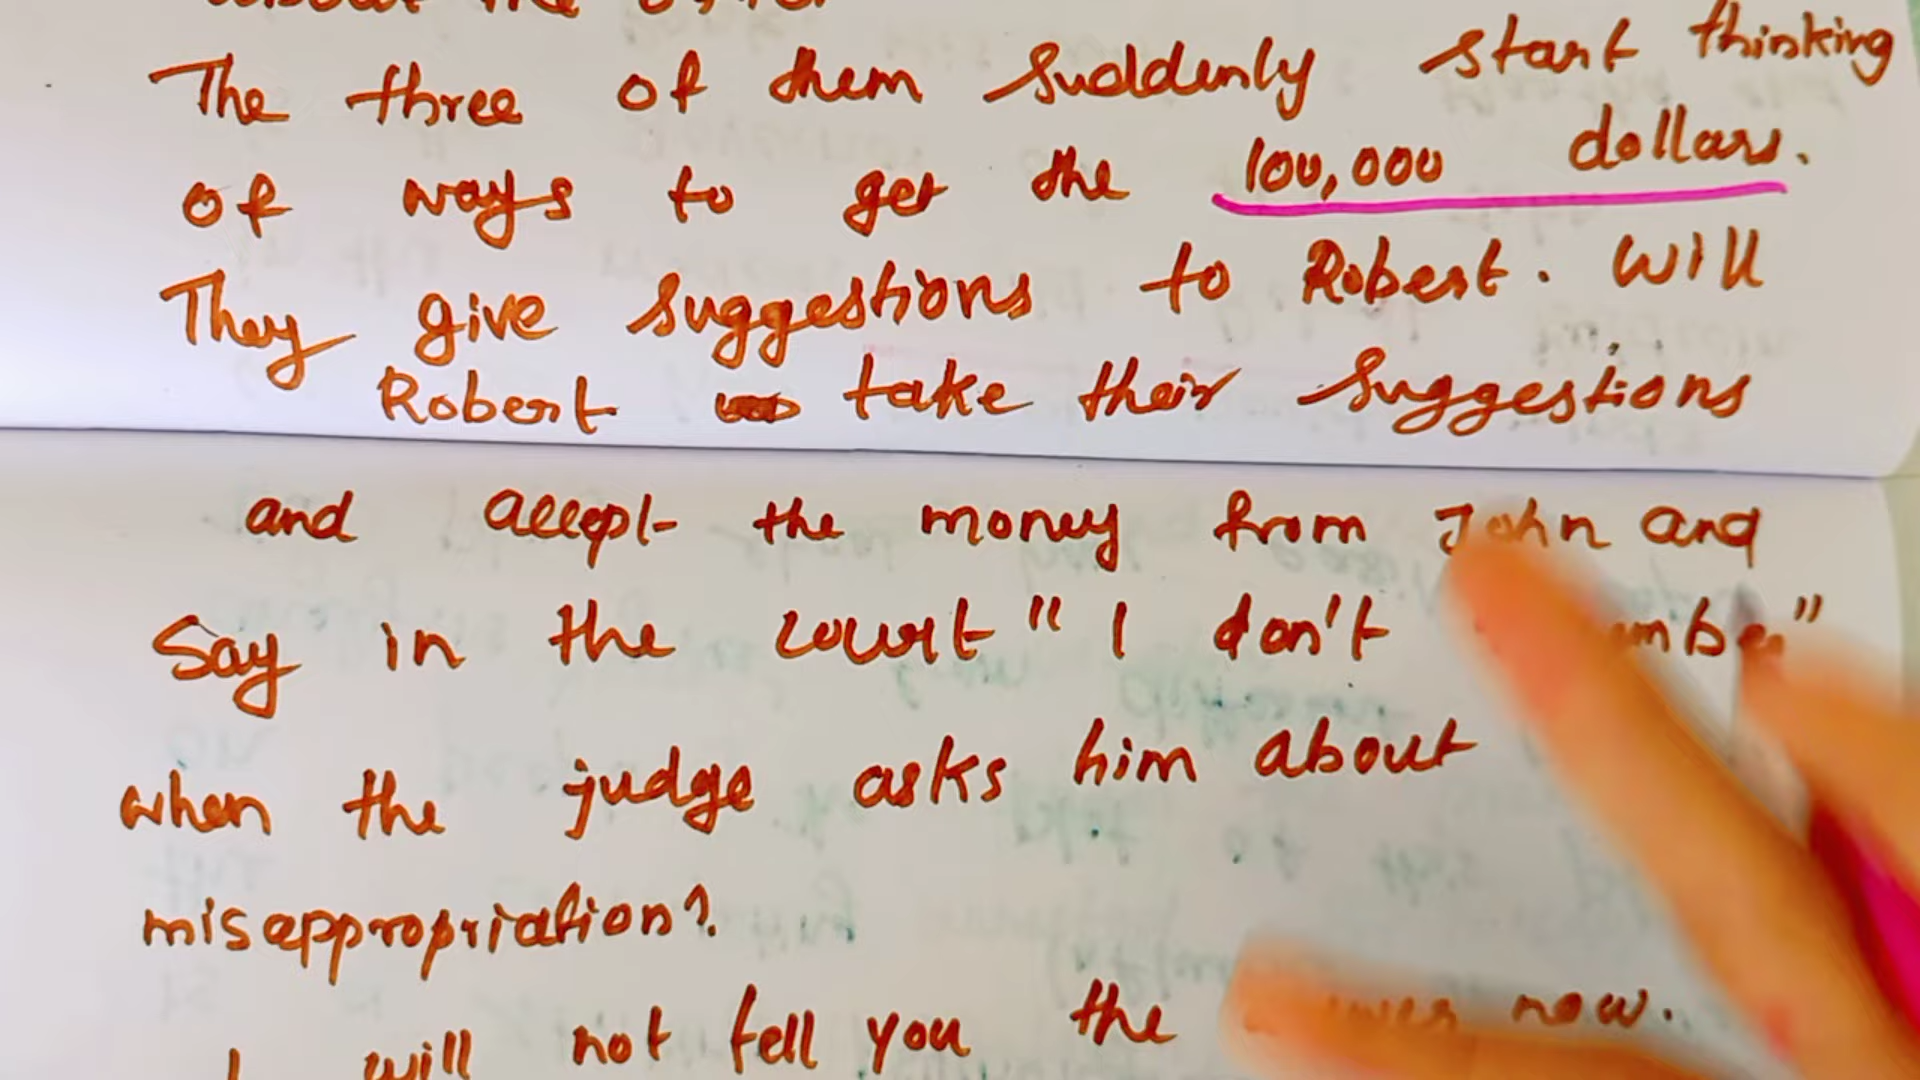 The three of them suddenly start thinking
of ways to get the 100,000 dollars.
They give suggestions to Robert. Will
Robert take their suggestions
and accept the money from John and
Say in the court "I don't
when the judge asks him about
misappropriation?
I will not tell you the now.